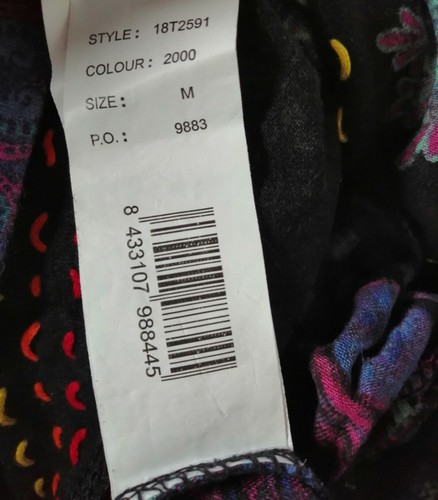 STYLE: 18T2591
COLOUR: 2000
SIZE: M
P.O.: 9883
8 433107 988445